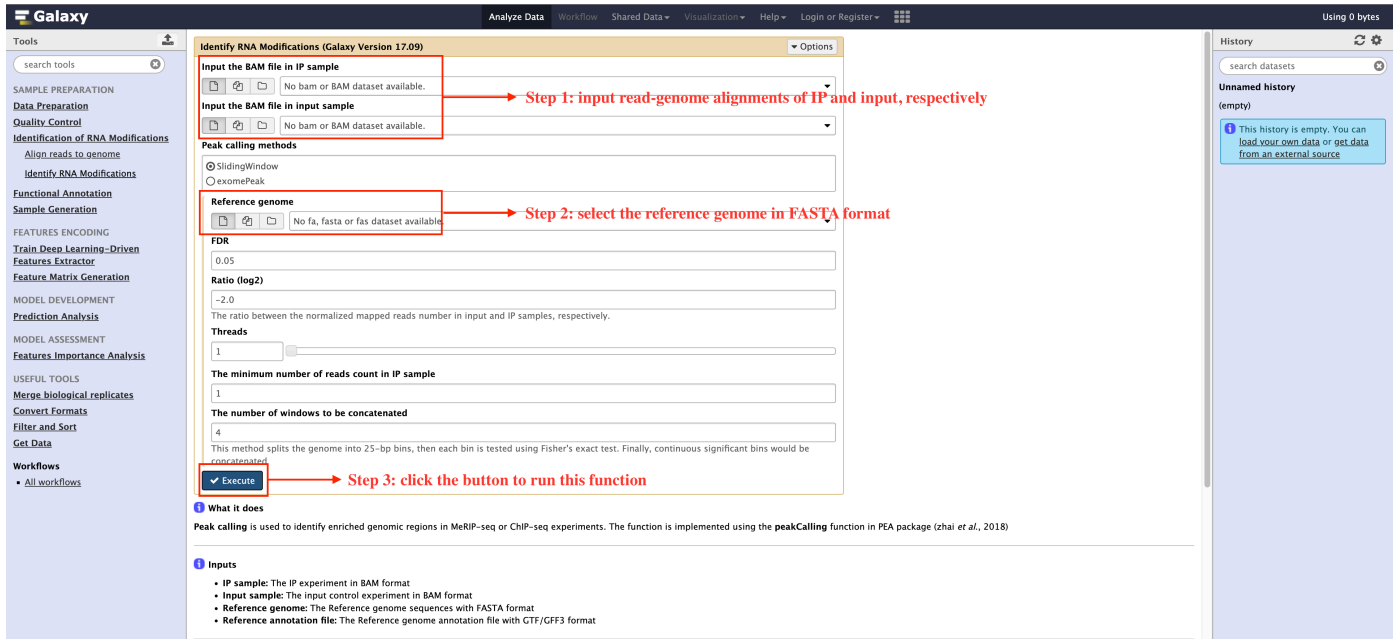 Galaxy
Analyze Data Workflow Shared Data Visualization Help Login or Register
Using 0 bytes
Tools
search tools
SAMPLE PREPARATION
Data Preparation
Quality Control
Identification of RNA Modifications
Align reads to genome
Identify RNA Modifications
Functional Annotation
Sample Generation
FEATURES ENCODING
Train Deep Learning-Driven
Features Extractor
Feature Matrix Generation
MODEL DEVELOPMENT
Prediction Analysis
MODEL ASSESSMENT
Features Importance Analysis
USEFUL TOOLS
Merge biological replicates
Convert Formats
Filter and Sort
Get Data
Workflows
All workflows
Identify RNA Modifications (Galaxy Version 17.09)
Options
Input the BAM file in IP sample
No bam or BAM dataset available.
Step 1: input read-genome alignments of IP and input, respectively
Input the BAM file in input sample
No bam or BAM dataset available.
Peak calling methods
SlidingWindow
exomePeak
Reference genome
No fa, fasta or fas dataset available.
Step 2: select the reference genome in FASTA format
FDR
0.05
Ratio (log2)
-2.0
The ratio between the normalized mapped reads number in input and IP samples, respectively.
Threads
1
The minimum number of reads count in IP sample
1
The number of windows to be concatenated
4
This method splits the genome into 25-bp bins, then each bin is tested using Fisher's exact test. Finally, continuous significant bins would be
concatenated
Execute
Step 3: click the button to run this function
What it does
Peak calling is used to identify enriched genomic regions in MeRIP-seq or ChIP-seq experiments. The function is implemented using the peakCalling function in PEA package (zhai et al., 2018)
Inputs
IP sample: The IP experiment in BAM format
Input sample: The input control experiment in BAM format
Reference genome: The Reference genome sequences with FASTA format
Reference annotation file: The Reference genome annotation file with GTF/GFF3 format
History
search datasets
Unnamed history
(empty)
This history is empty. You can
load your own data or get data
from an external source